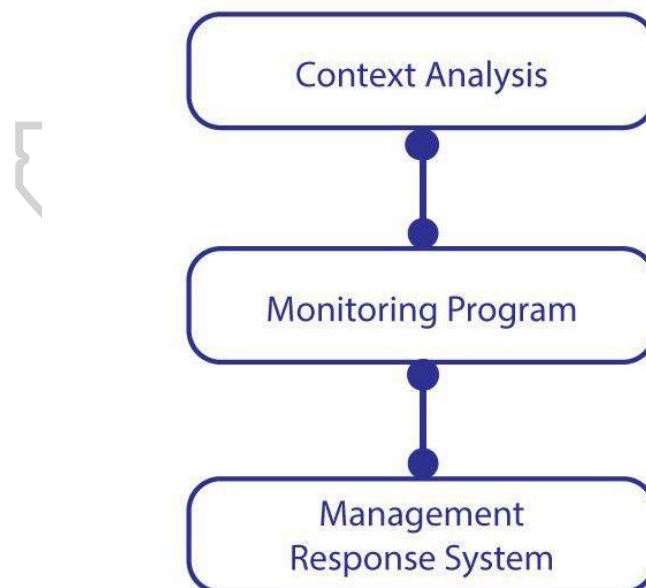 Context Analysis
Monitoring Program
Management
Response System